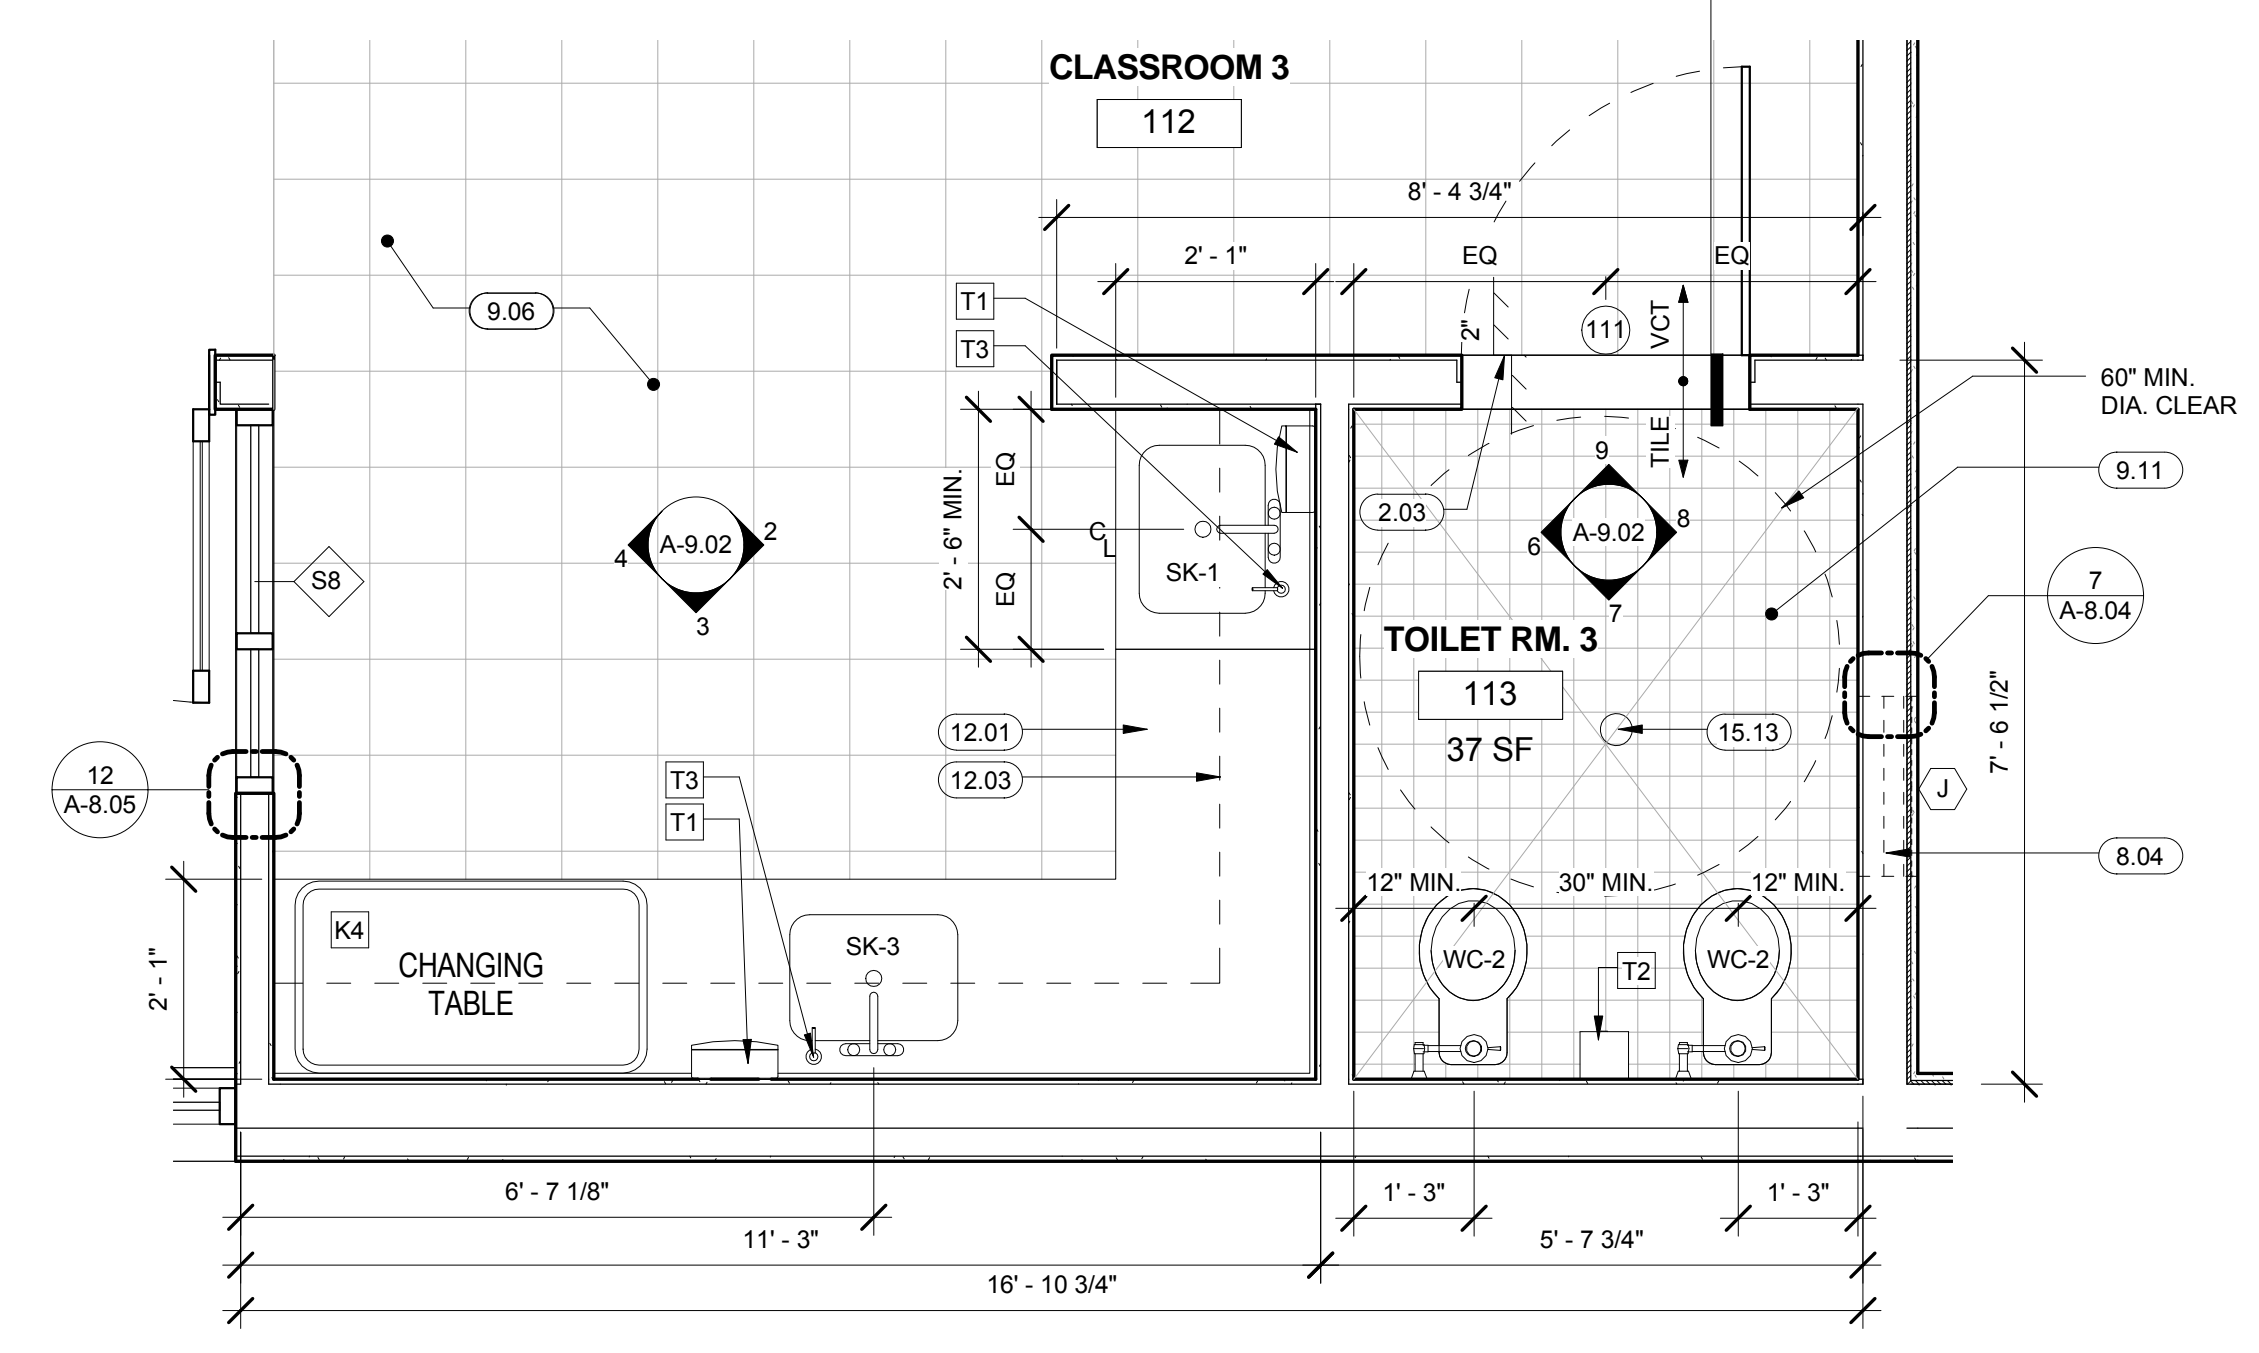 CLASSROOM 3
112
8' - 4 3/4"
2' - 1"
EQ
EQ
T1
9.06
T3
2"
111
VCT
60" MIN.
DIA. CLEAR
TILE
9.11
2' - 6" MIN.
EQ
EQ
CL
SK-1
2.03
9
8
A-9.02
6
7
2
A-9.02
4
3
S8
7
A-8.04
TOILET RM. 3
113
37 SF
15.13
7' - 6 1/2"
J
12.01
12.03
12
A-8.05
T3
T1
8.04
12" MIN.
30" MIN.
12" MIN.
K4
CHANGING
TABLE
SK-3
2' - 1"
WC-2
T2
WC-2
6' - 7 1/8"
1' - 3"
1' - 3"
11' - 3"
5' - 7 3/4"
16' - 10 3/4"